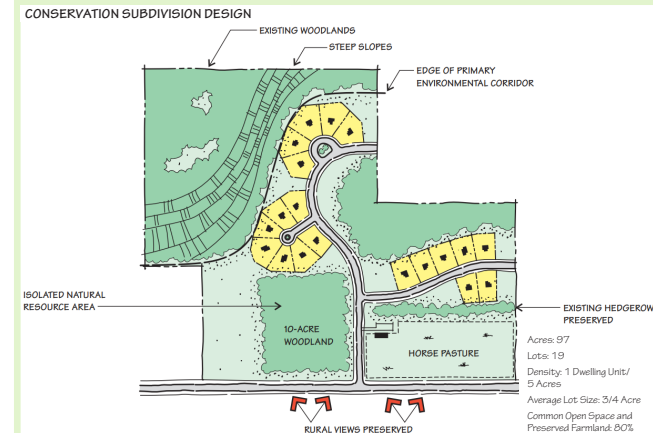 CONSERVATION SUBDIVISION DESIGN
EXISTING WOODLANDS
STEEP SLOPES
EDGE OF PRIMARY
ENVIRONMENTAL CORRIDOR
ISOLATED NATURAL
RESOURCE AREA
10-ACRE
WOODLAND
HORSE PASTURE
EXISTING HEDGEROW
PRESERVED
Acres: 97
Lots: 19
Density: 1 Dwelling Unit/
5 Acres
Average Lot Size: 3/4 Acre
Common Open Space and
Preserved Farmland: 80%
RURAL VIEWS PRESERVED